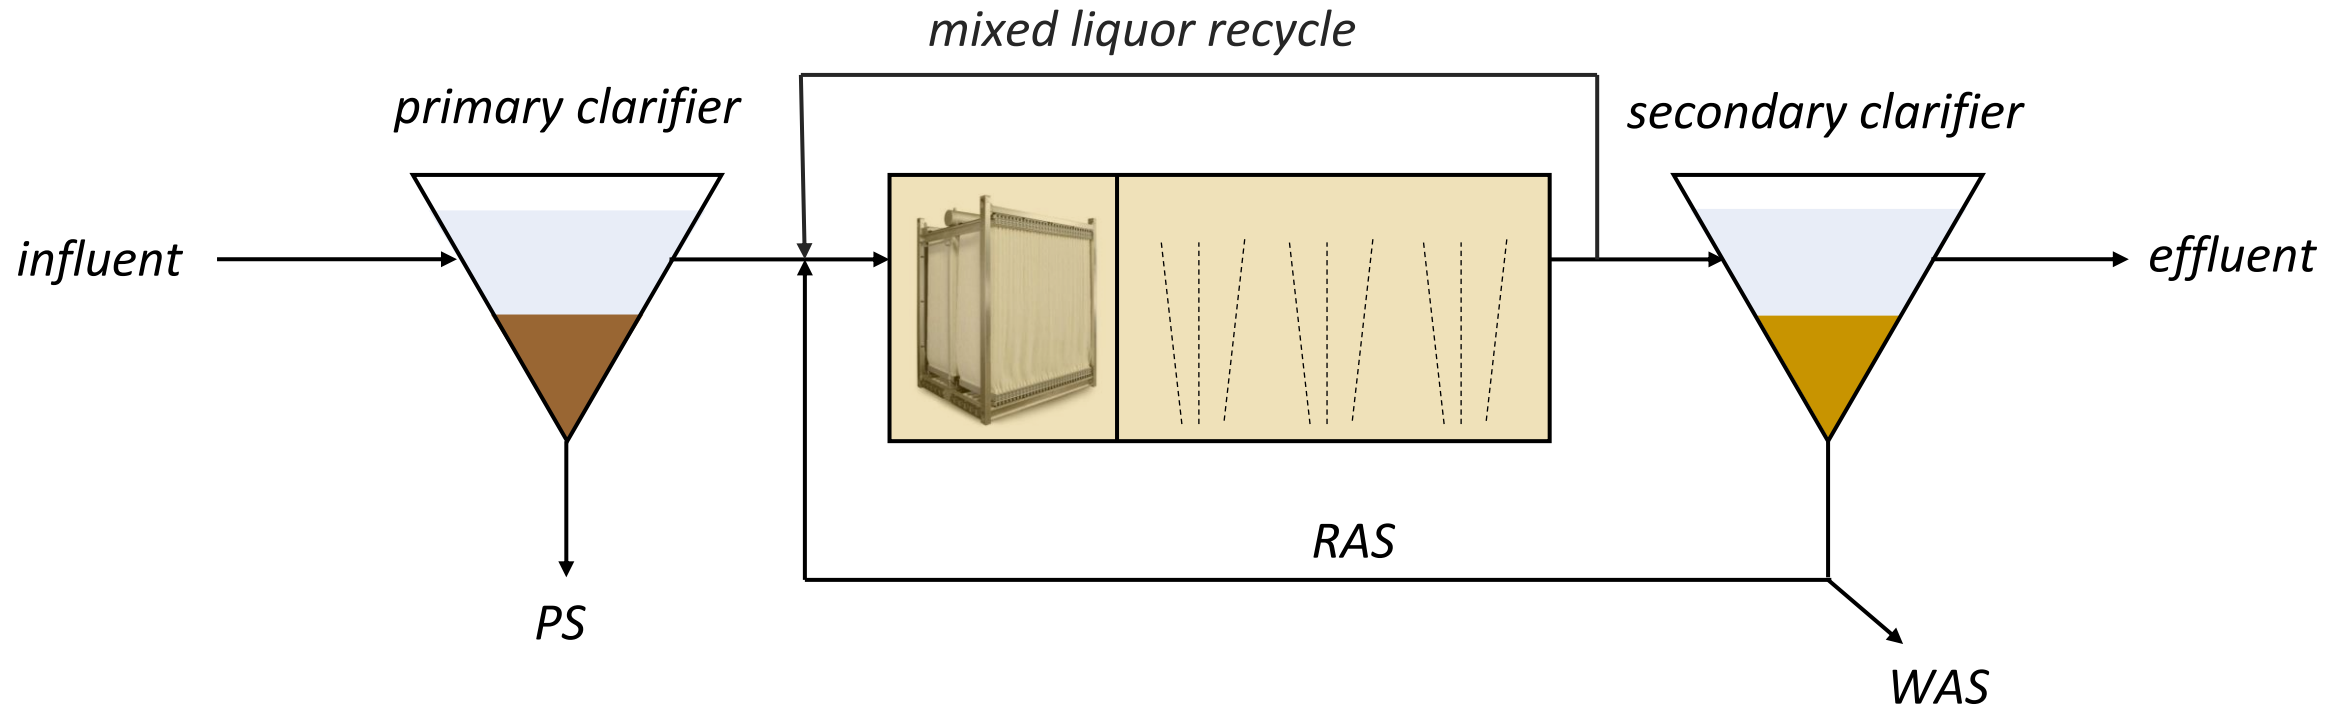 mixed liquor recycle
primary clarifier
secondary clarifier
influent
effluent
RAS
PS
WAS